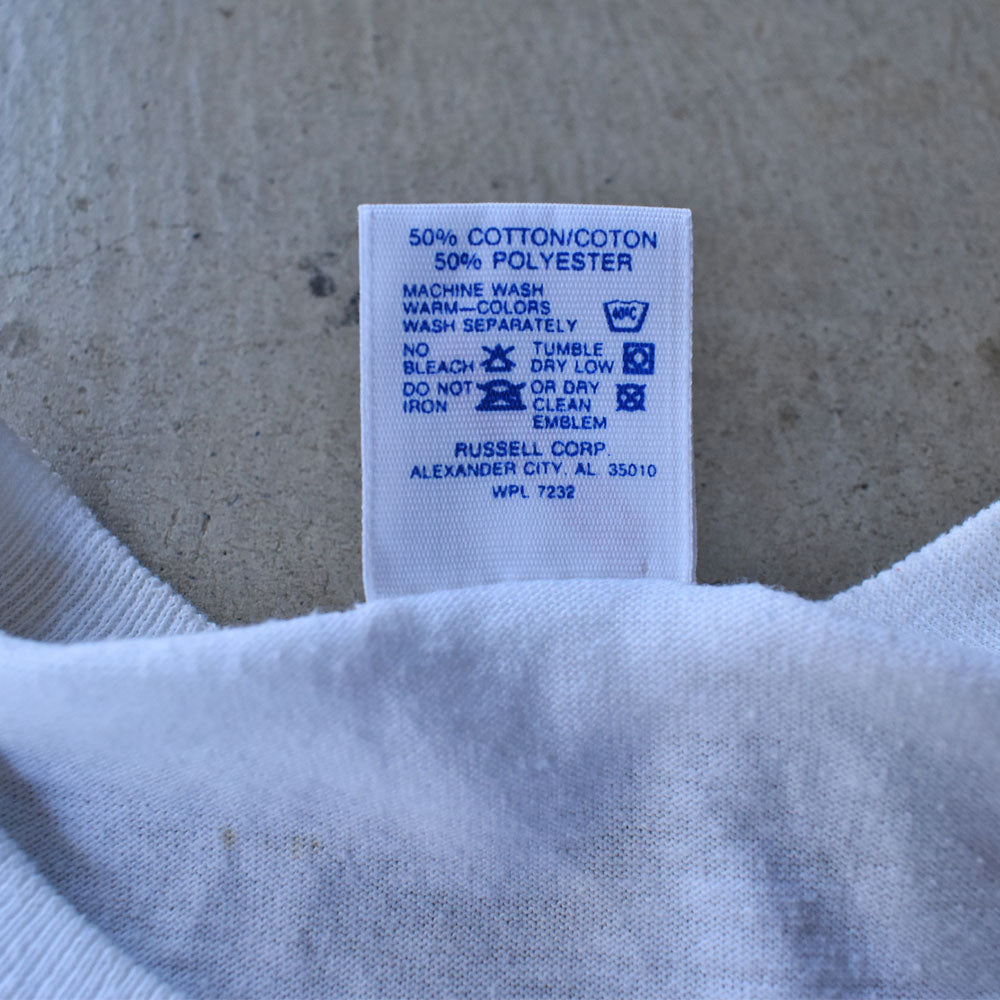 50% COTTON/COTON
50% POLYESTER
MACHINE WASH
WARM—COLORS
WASH SEPARATELY
40°C
NO
BLEACH
TUMBLE
DRY LOW
DO NOT
IRON
OR DRY
CLEAN
EMBLEM
RUSSELL CORP.
ALEXANDER CITY, AL 35010
WPL 7232